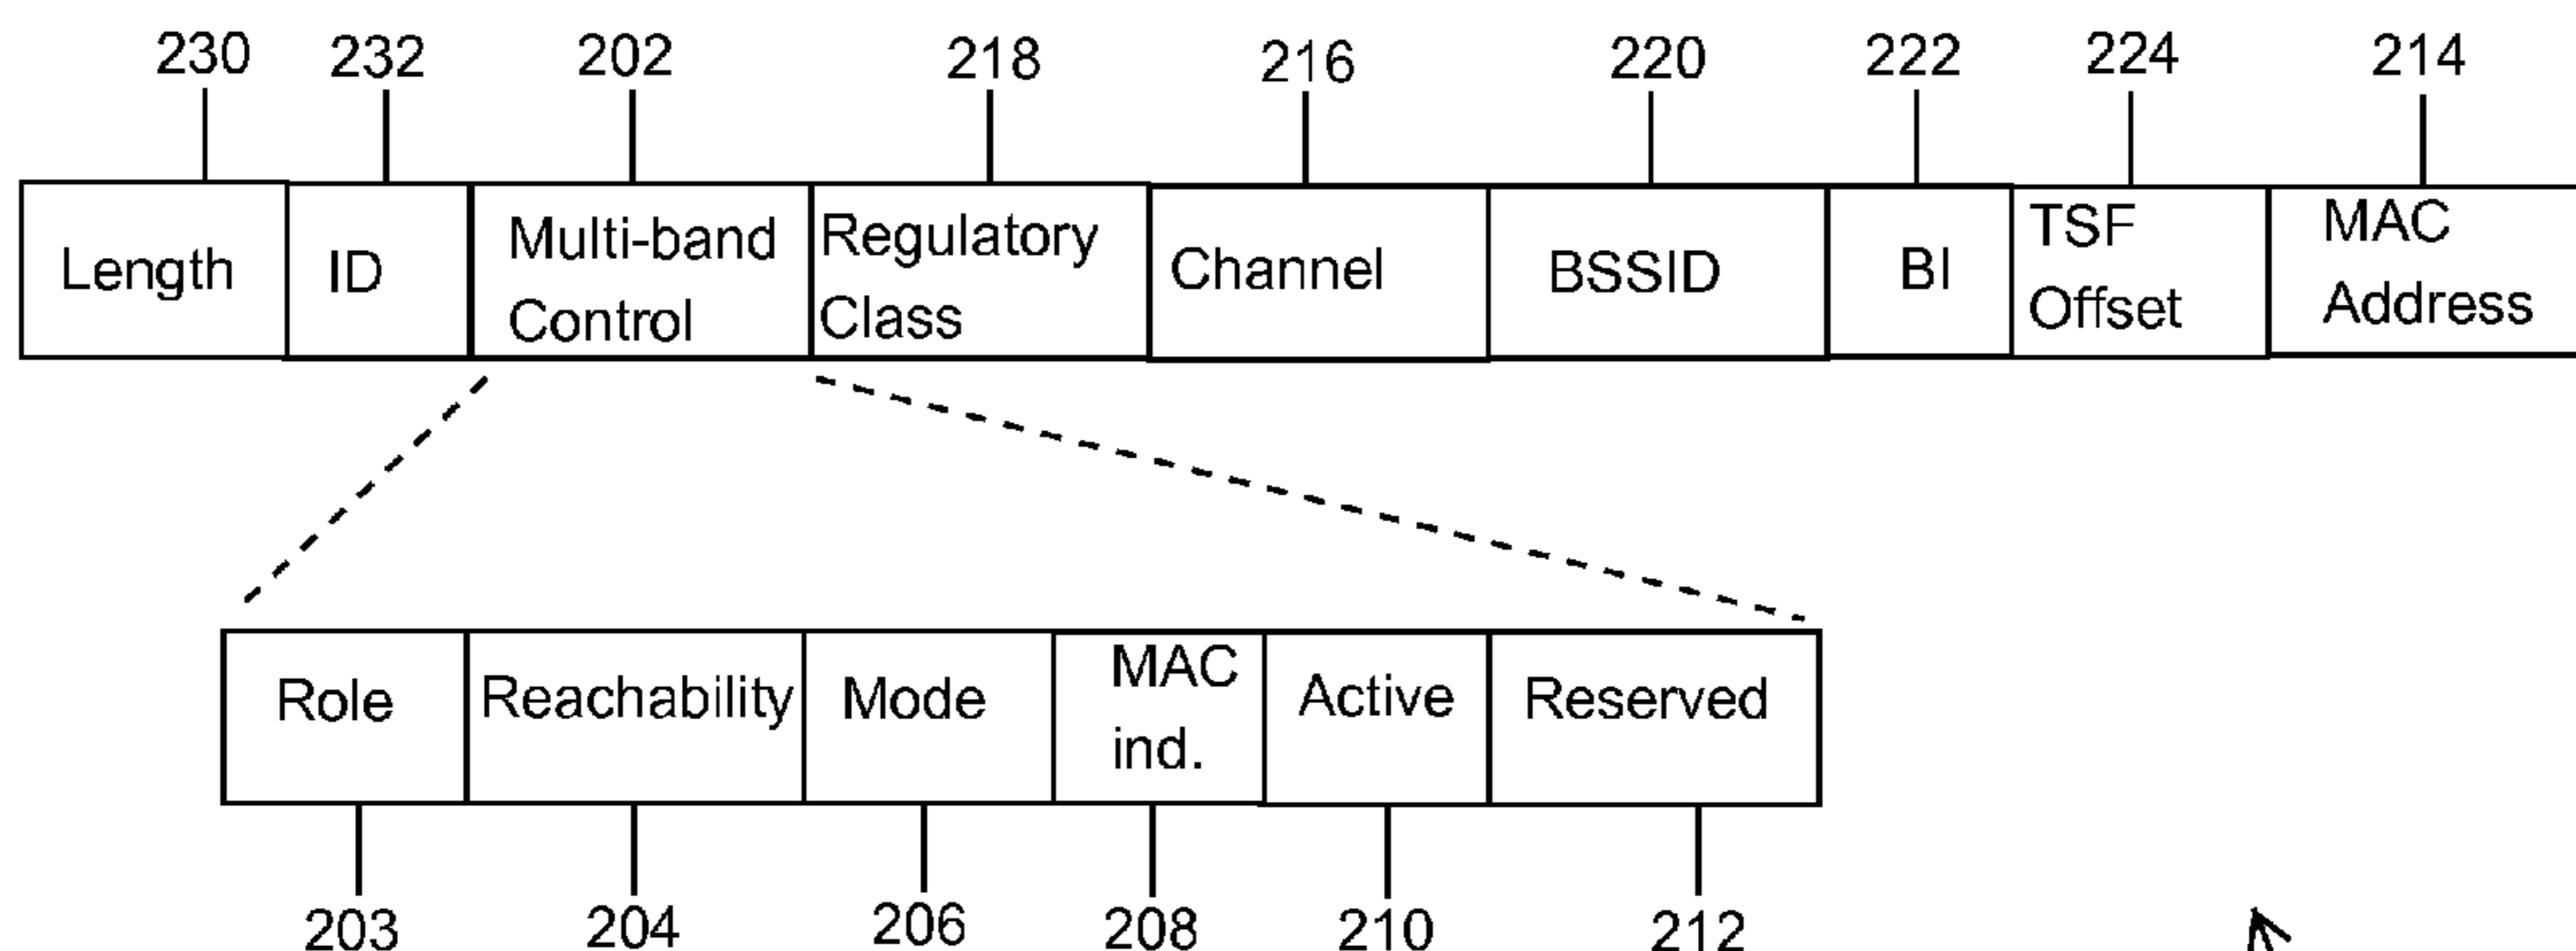 230 232 202 218 216 220 222 224 214
Length ID Multi-band Control Regulatory Class Channel BSSID BI TSF Offset MAC Address
Role Reachability Mode MAC ind. Active Reserved
203 204 206 208 210 212